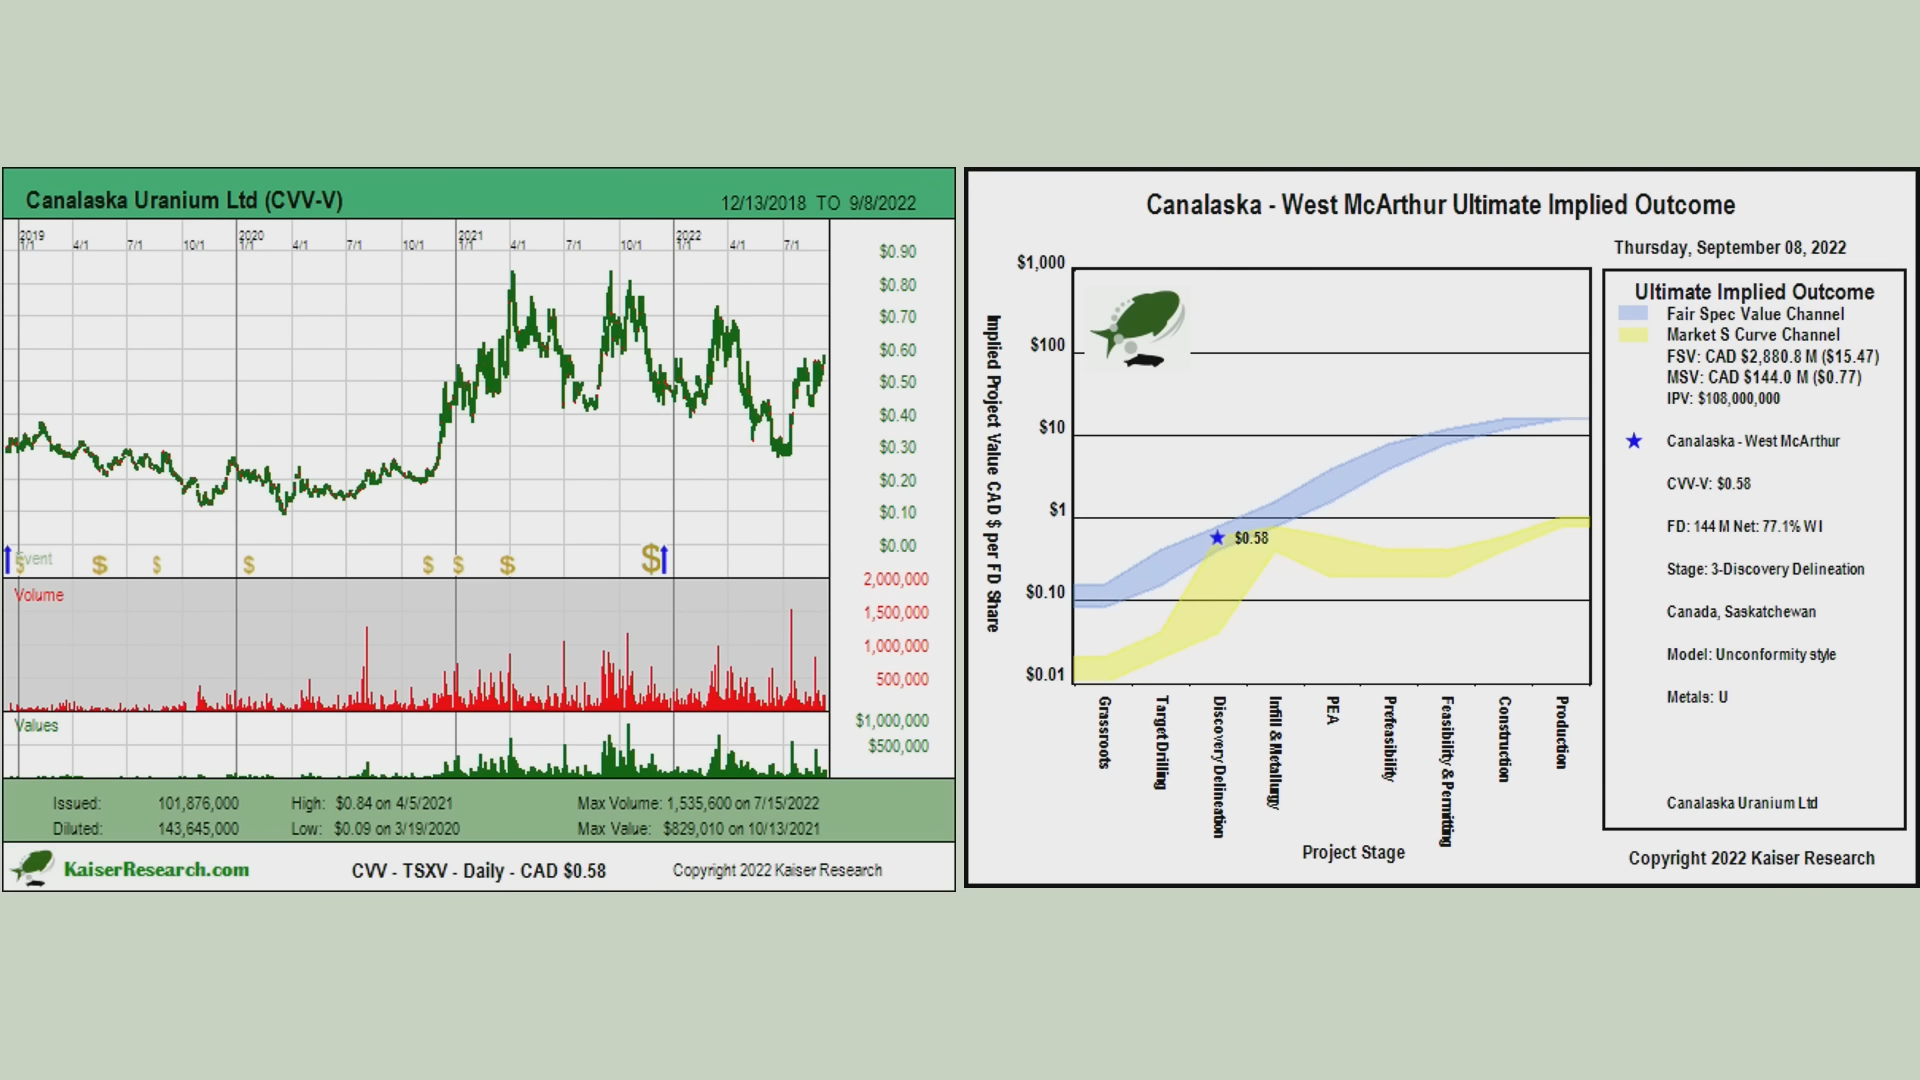 Canalaska Uranium Ltd (CVV-V)
12/13/2018 TO 9/8/2022
2019 2020 2021 2022
1/1 4/1 7/1 10/1 1/1 4/1 7/1 10/1 1/1 4/1 7/1 10/1 1/1 4/1 7/1
$0.90
$0.80
$0.70
$0.60
$0.50
$0.40
$0.30
$0.20
$0.10
$0.00
Event
$ $ $ $ $ $ $ $
Volume
2,000,000
1,500,000
1,000,000
500,000
Values
$1,000,000
$500,000
Issued: 101,876,000 High: $0.84 on 4/5/2021 Max Volume: 1,535,600 on 7/15/2022
Diluted: 143,645,000 Low: $0.09 on 3/19/2020 Max Value: $829,010 on 10/13/2021
KaiserResearch.com
CVV - TSXV - Daily - CAD $0.58
Copyright 2022 Kaiser Research
Canalaska - West McArthur Ultimate Implied Outcome
Thursday, September 08, 2022
Implied Project Value CAD $ per FD Share
$1,000
$100
$10
$1
$0.10
$0.01
$0.58
Grassroots
Target Drilling
Discovery Delineation
Infill & Metallurgy
PEA
Prefeasibility
Feasibility & Permitting
Construction
Production
Project Stage
Ultimate Implied Outcome
Fair Spec Value Channel
Market S Curve Channel
FSV: CAD $2,880.8 M ($15.47)
MSV: CAD $144.0 M ($0.77)
IPV: $108,000,000
Canalaska - West McArthur
CVV-V: $0.58
FD: 144 M Net: 77.1% WI
Stage: 3-Discovery Delineation
Canada, Saskatchewan
Model: Unconformity style
Metals: U
Canalaska Uranium Ltd
Copyright 2022 Kaiser Research